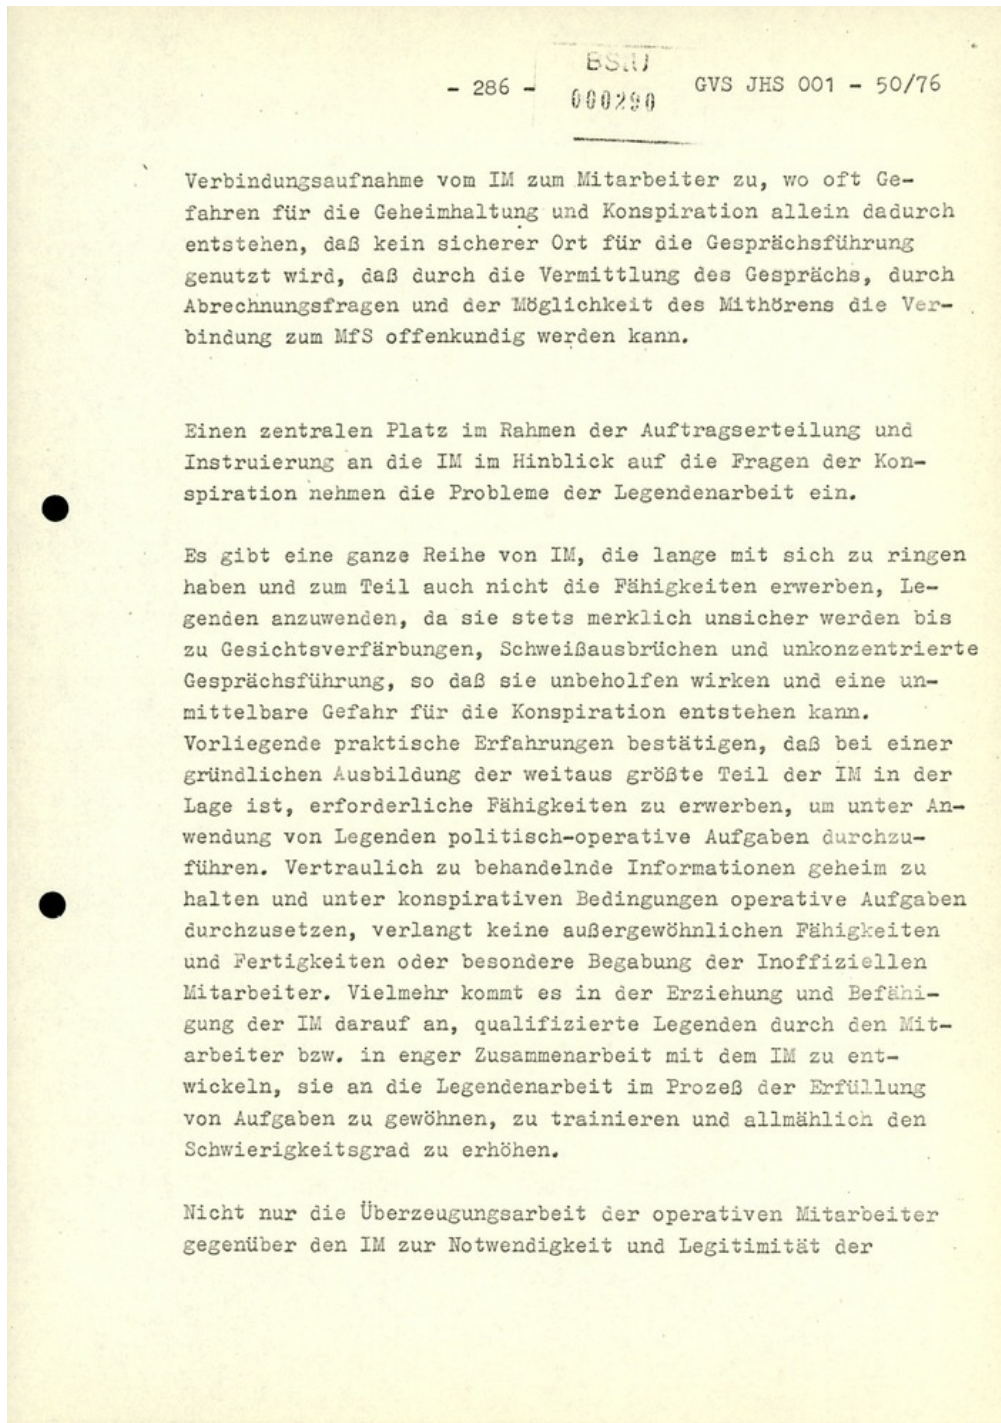 - 286 -
BStU
000290
GVS JHS 001 - 50/76
Verbindungsaufnahme vom IM zum Mitarbeiter zu, wo oft Ge-
fahren für die Geheimhaltung und Konspiration allein dadurch
entstehen, daß kein sicherer Ort für die Gesprächsführung
genutzt wird, daß durch die Vermittlung des Gesprächs, durch
Abrechnungsfragen und der Möglichkeit des Mithörens die Ver-
bindung zum MfS offenkundig werden kann.
Einen zentralen Platz im Rahmen der Auftragserteilung und
Instruierung an die IM im Hinblick auf die Fragen der Kon-
spiration nehmen die Probleme der Legendenarbeit ein.
Es gibt eine ganze Reihe von IM, die lange mit sich zu ringen
haben und zum Teil auch nicht die Fähigkeiten erwerben, Le-
genden anzuwenden, da sie stets merklich unsicher werden bis
zu Gesichtsverfärbungen, Schweißausbrüchen und unkonzentrierte
Gesprächsführung, so daß sie unbeholfen wirken und eine un-
mittelbare Gefahr für die Konspiration entstehen kann.
Vorliegende praktische Erfahrungen bestätigen, daß bei einer
gründlichen Ausbildung der weitaus größte Teil der IM in der
Lage ist, erforderliche Fähigkeiten zu erwerben, um unter An-
wendung von Legenden politisch-operative Aufgaben durchzu-
führen. Vertraulich zu behandelnde Informationen geheim zu
halten und unter konspirativen Bedingungen operative Aufgaben
durchzusetzen, verlangt keine außergewöhnlichen Fähigkeiten
und Fertigkeiten oder besondere Begabung der Inoffiziellen
Mitarbeiter. Vielmehr kommt es in der Erziehung und Befähi-
gung der IM darauf an, qualifizierte Legenden durch den Mit-
arbeiter bzw. in enger Zusammenarbeit mit dem IM zu ent-
wickeln, sie an die Legendenarbeit im Prozeß der Erfüllung
von Aufgaben zu gewöhnen, zu trainieren und allmählich den
Schwierigkeitsgrad zu erhöhen.
Nicht nur die Überzeugungsarbeit der operativen Mitarbeiter
gegenüber den IM zur Notwendigkeit und Legitimität der